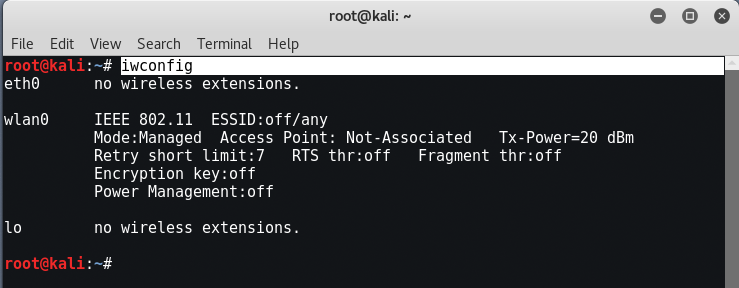 root@kali: ~
File Edit View Search Terminal Help
root@kali:~# iwconfig
eth0      no wireless extensions.
wlan0     IEEE 802.11  ESSID:off/any
          Mode:Managed  Access Point: Not-Associated   Tx-Power=20 dBm
          Retry short limit:7   RTS thr:off   Fragment thr:off
          Encryption key:off
          Power Management:off
lo        no wireless extensions.
root@kali:~#